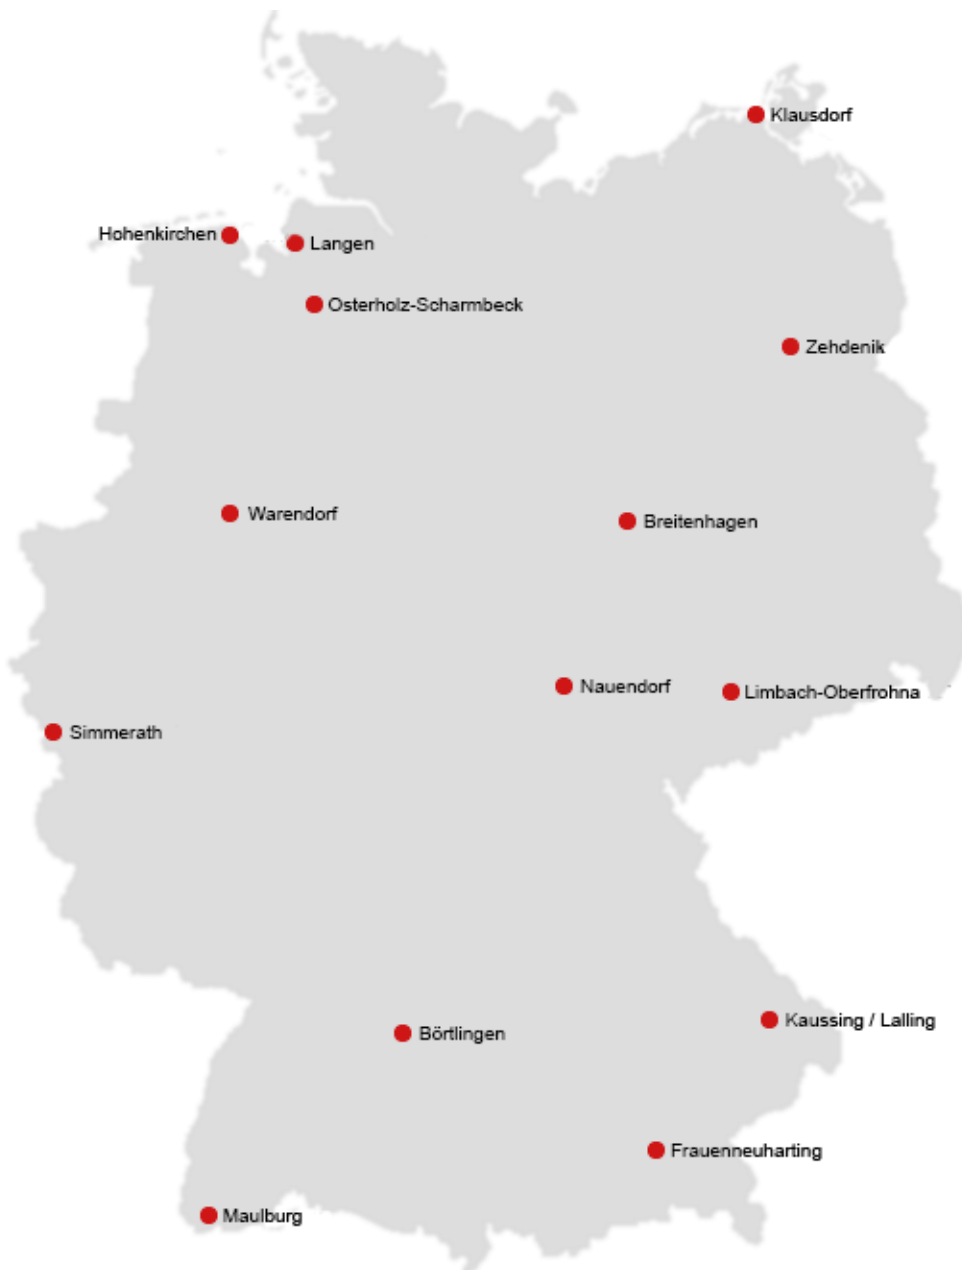 Klausdorf
Hohenkirchen
Langen
Osterholz-Scharmbeck
Zehdenik
Warendorf
Breitenhagen
Nauendorf
Limbach-Oberfrohna
Simmerath
Kaussing / Lalling
Börtlingen
Frauenneuharting
Maulburg